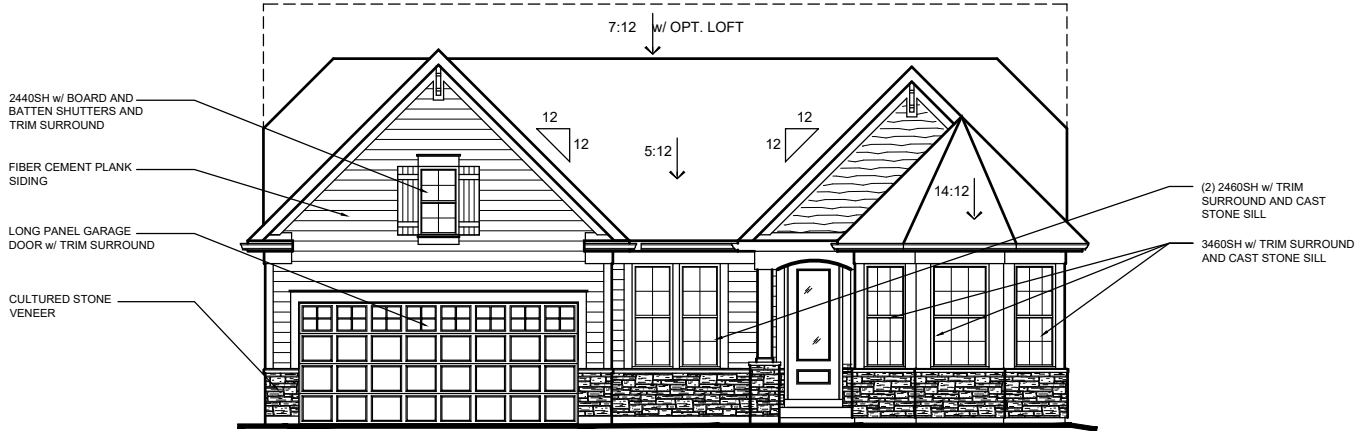 7:12 w/ OPT. LOFT
2440SH w/ BOARD AND
BATTEN SHUTTERS AND
TRIM SURROUND
FIBER CEMENT PLANK
SIDING
LONG PANEL GARAGE
DOOR w/ TRIM SURROUND
CULTURED STONE
VENEER
12
12
5:12
12
12
14:12
(2) 2460SH w/ TRIM
SURROUND AND CAST
STONE SILL
3460SH w/ TRIM SURROUND
AND CAST STONE SILL